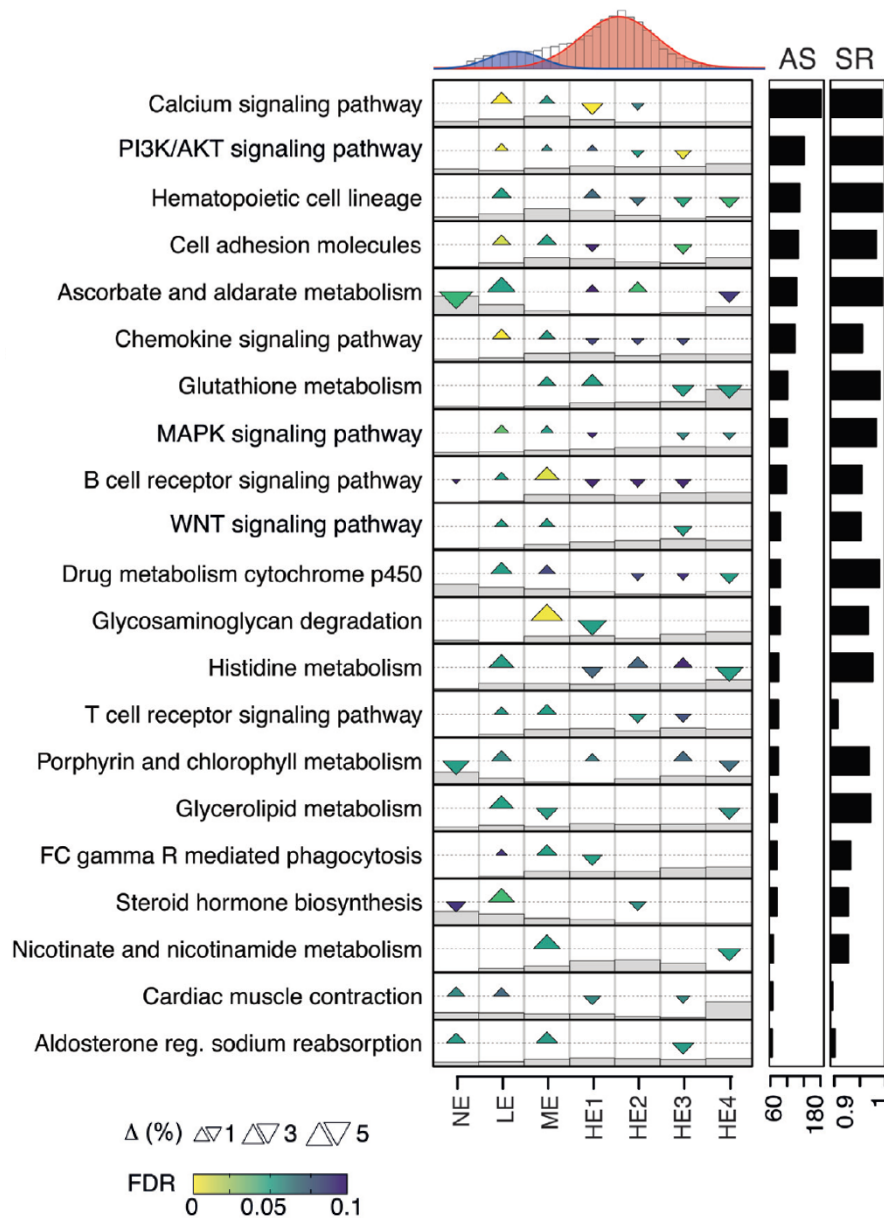 AS SR
Calcium signaling pathway
PI3K/AKT signaling pathway
Hematopoietic cell lineage
Cell adhesion molecules
Ascorbate and aldarate metabolism
Chemokine signaling pathway
Glutathione metabolism
MAPK signaling pathway
B cell receptor signaling pathway
WNT signaling pathway
Drug metabolism cytochrome p450
Glycosaminoglycan degradation
Histidine metabolism
T cell receptor signaling pathway
Porphyrin and chlorophyll metabolism
Glycerolipid metabolism
FC gamma R mediated phagocytosis
Steroid hormone biosynthesis
Nicotinate and nicotinamide metabolism
Cardiac muscle contraction
Aldosterone reg. sodium reabsorption
NE LE ME HE1 HE2 HE3 HE4 60 180 0.9 1
Δ (%) 1 3 5
FDR
0 0.05 0.1